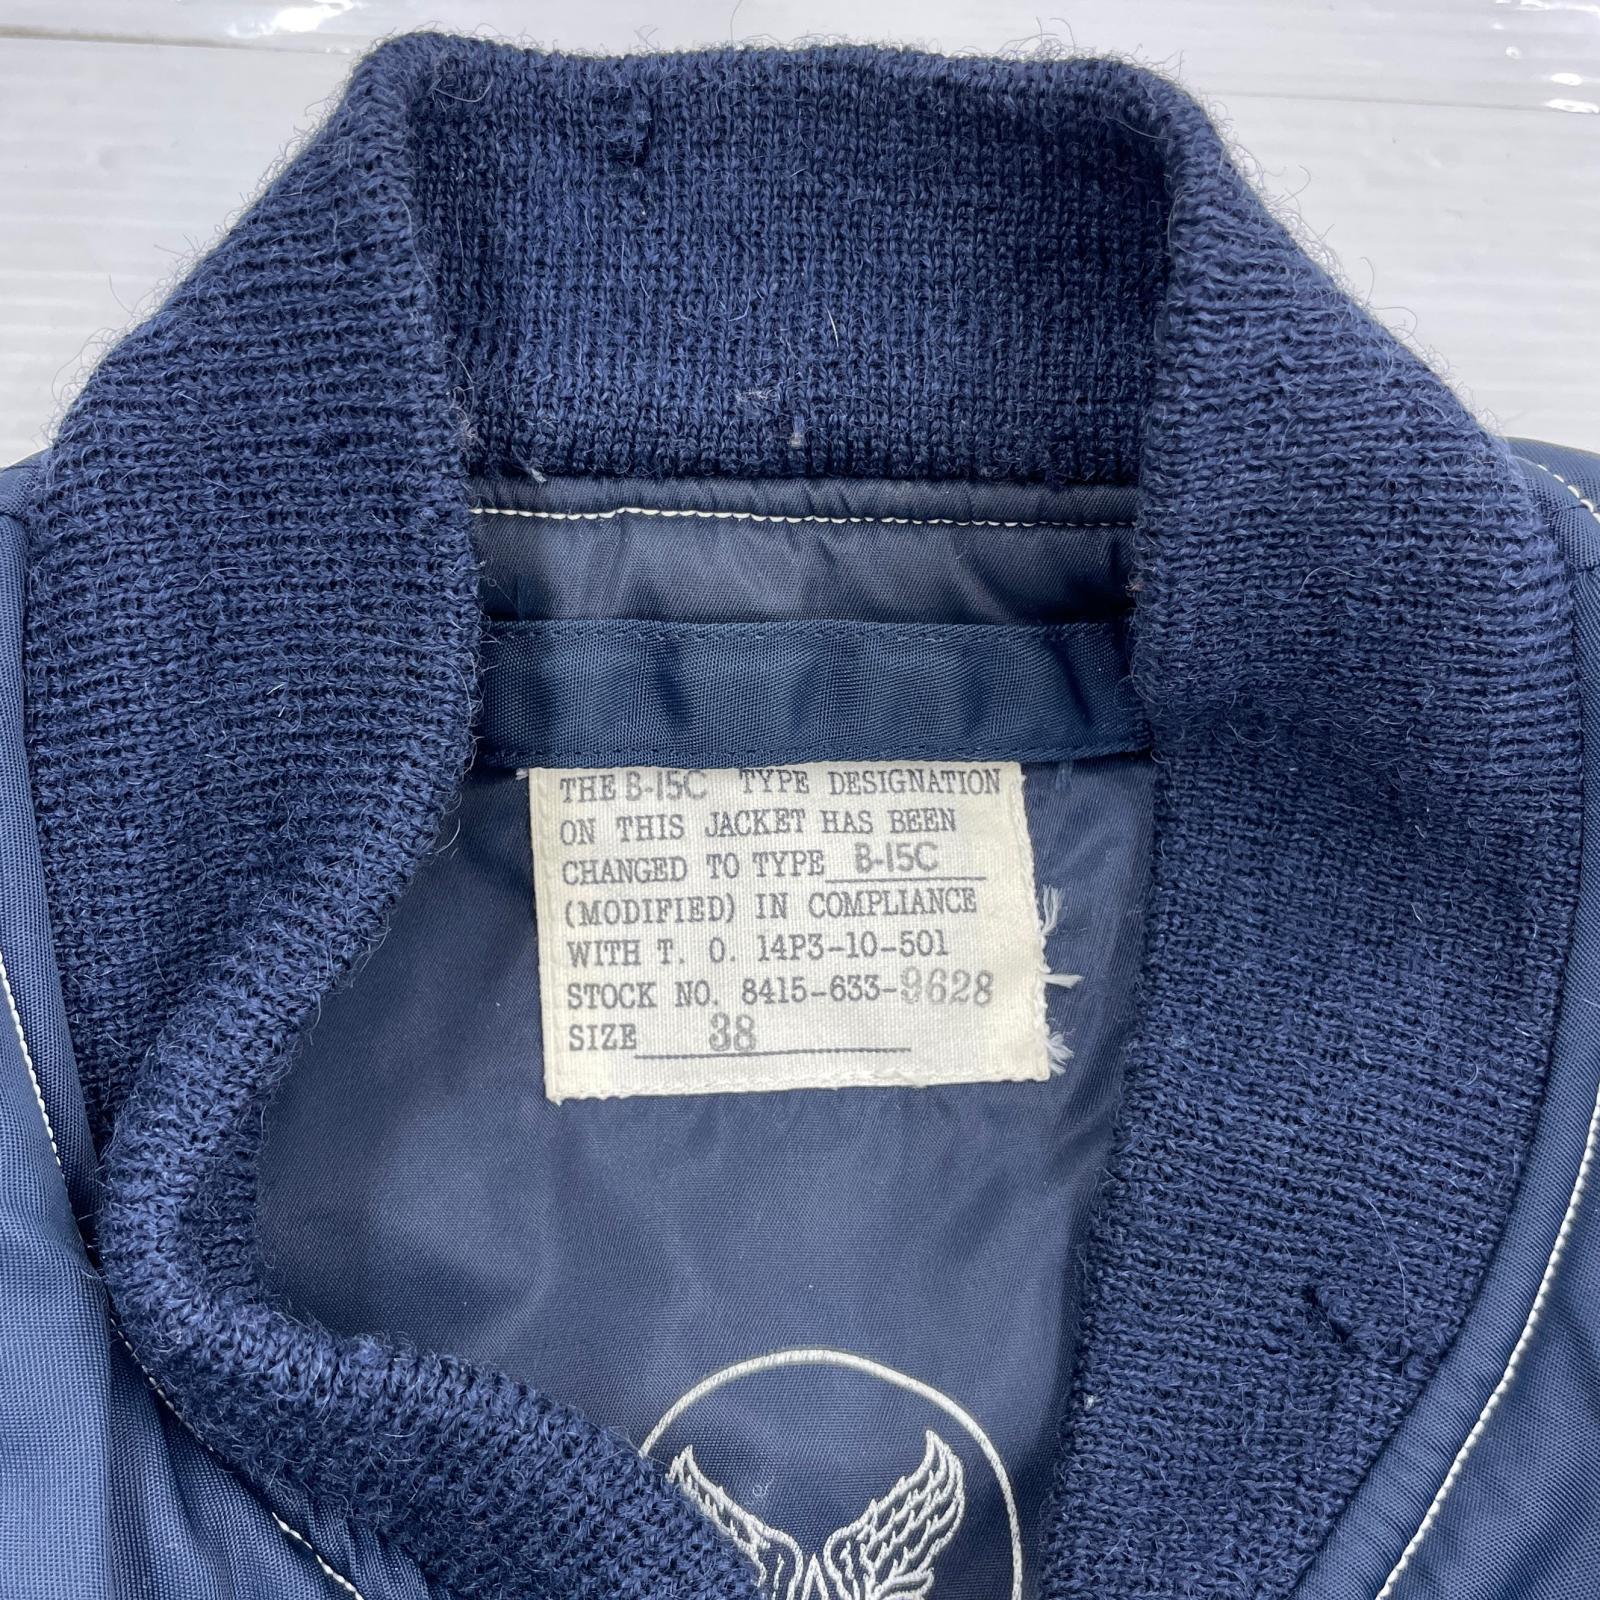 THE B-15C TYPE DESIGNATION
ON THIS JACKET HAS BEEN
CHANGED TO TYPE B-15C
(MODIFIED) IN COMPLIANCE
WITH T. O. 14P3-10-501
STOCK NO. 8415-633-9628
SIZE 38